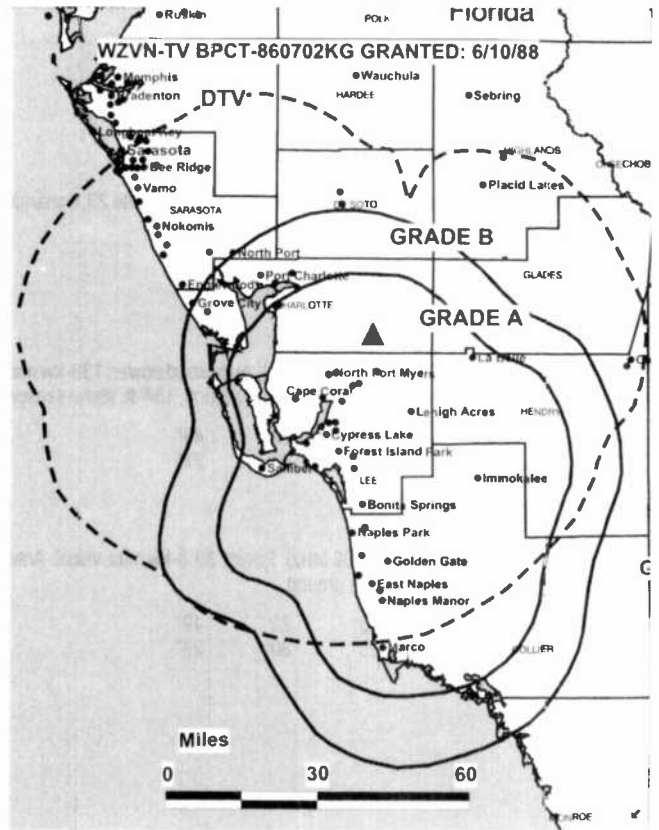 Ruskin
POLK
Florida
WZVN-TV BPCT-860702KG GRANTED: 6/10/88
Memphis
Wauchula
Bradenton
DTV
HARDEE
Sebring
Longboat Key
Sarasota
HIGHLANDS
OKEECHOB
Bee Ridge
Vamo
Placid Lakes
SARASOTA
DE SOTO
Nokomis
GRADE B
North Port
Port Charlotte
GLADES
Englewood
Grove City
CHARLOTTE
GRADE A
La Belle
North Fort Myers
Cape Coral
Lehigh Acres
HENDRY
Cypress Lake
Forest Island Park
Sanibel
LEE
Immokalee
Bonita Springs
Naples Park
Golden Gate
East Naples
Naples Manor
Marco
COLLIER
Miles
0 30 60
MONROE